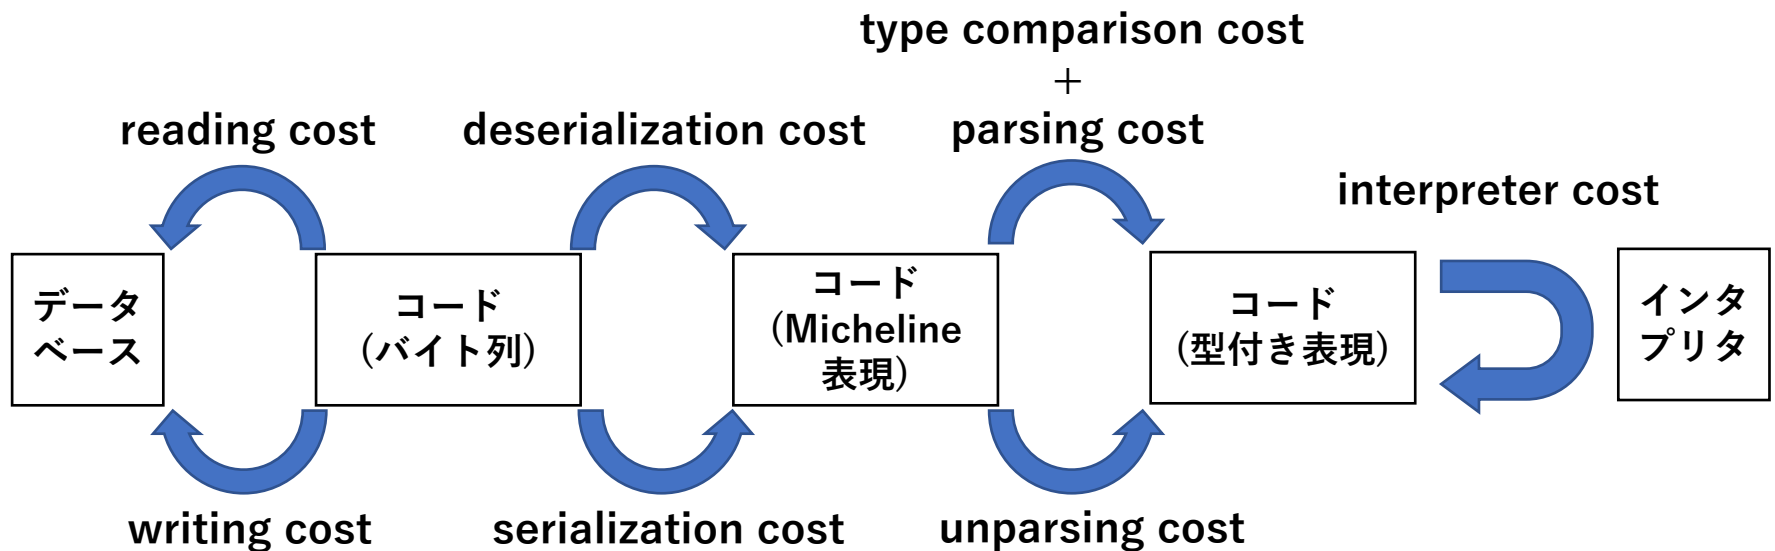 type comparison cost
+
reading cost
deserialization cost
parsing cost
interpreter cost
データ
ベース
コード
(バイト列)
コード
(Micheline
表現)
コード
(型付き表現)
インタ
プリタ
writing cost
serialization cost
unparsing cost